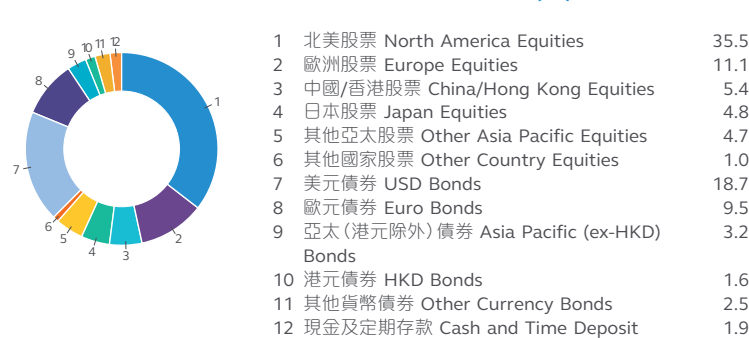 1 北美股票 North America Equities 35.5
2 歐洲股票 Europe Equities 11.1
3 中國/香港股票 China/Hong Kong Equities 5.4
4 日本股票 Japan Equities 4.8
5 其他亞太股票 Other Asia Pacific Equities 4.7
6 其他國家股票 Other Country Equities 1.0
7 美元債券 USD Bonds 18.7
8 歐元債券 Euro Bonds 9.5
9 亞太(港元除外)債券 Asia Pacific (ex-HKD) 3.2
Bonds
10 港元債券 HKD Bonds 1.6
11 其他貨幣債券 Other Currency Bonds 2.5
12 現金及定期存款 Cash and Time Deposit 1.9
1
2
3
4
5
6
7
8
9
10
11
12